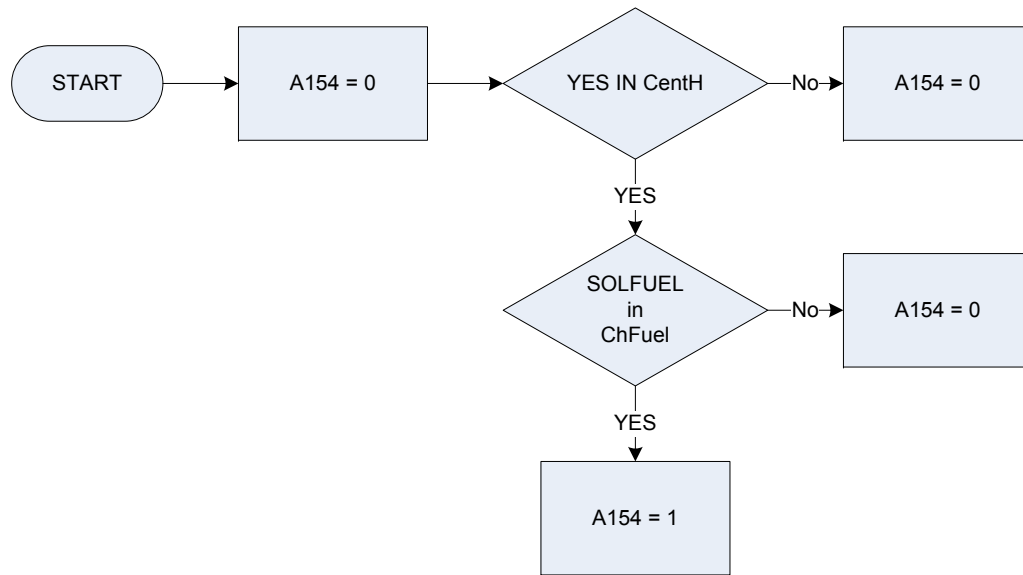 START
A154 = 0
YES IN CentH
No
A154 = 0
YES
SOLFUEL
in
ChFuel
No
A154 = 0
YES
A154 = 1